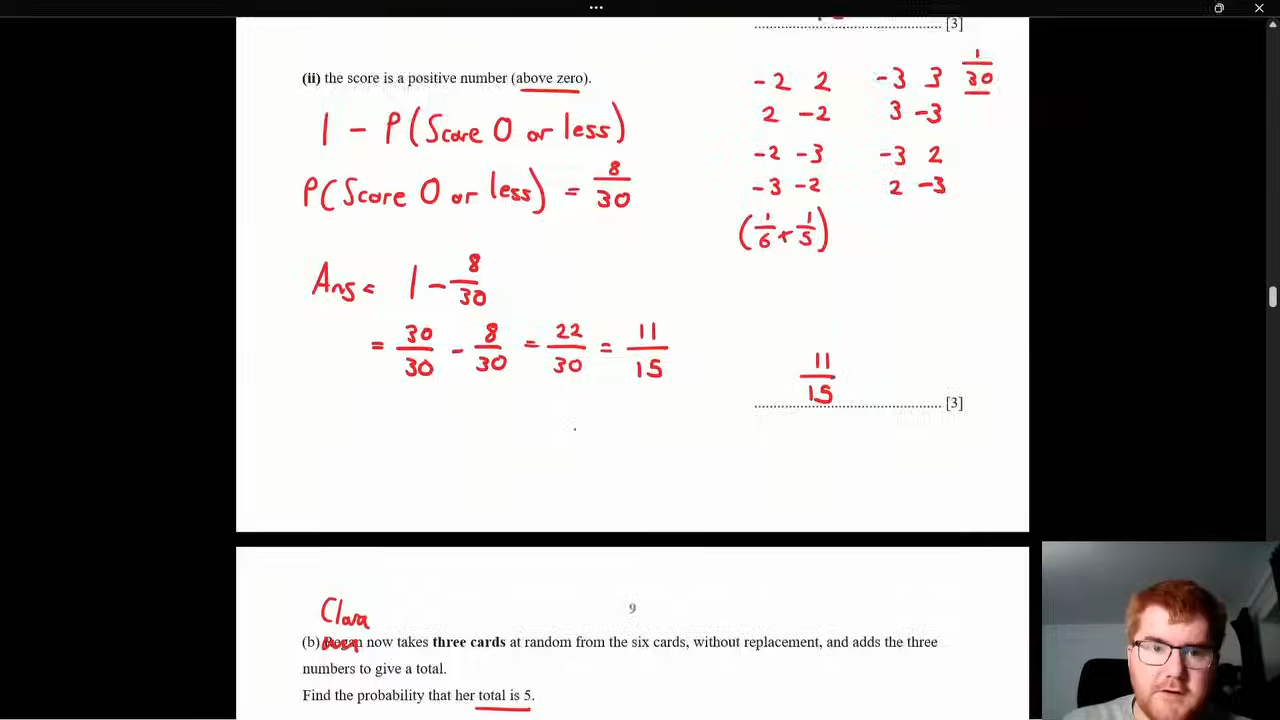 [3]
(ii) the score is a positive number (above zero).
1 - P(Score 0 or less)
P(Score 0 or less) = 8/30
Ans = 1 - 8/30
= 30/30 - 8/30 = 22/30 = 11/15
-2 2 -3 3 1/30
2 -2 3 -3
-2 -3 -3 2
-3 -2 2 -3
(1/6 × 1/5)
11/15
[3]
9
Clara
(b) now takes three cards at random from the six cards, without replacement, and adds the three
numbers to give a total.
Find the probability that her total is 5.